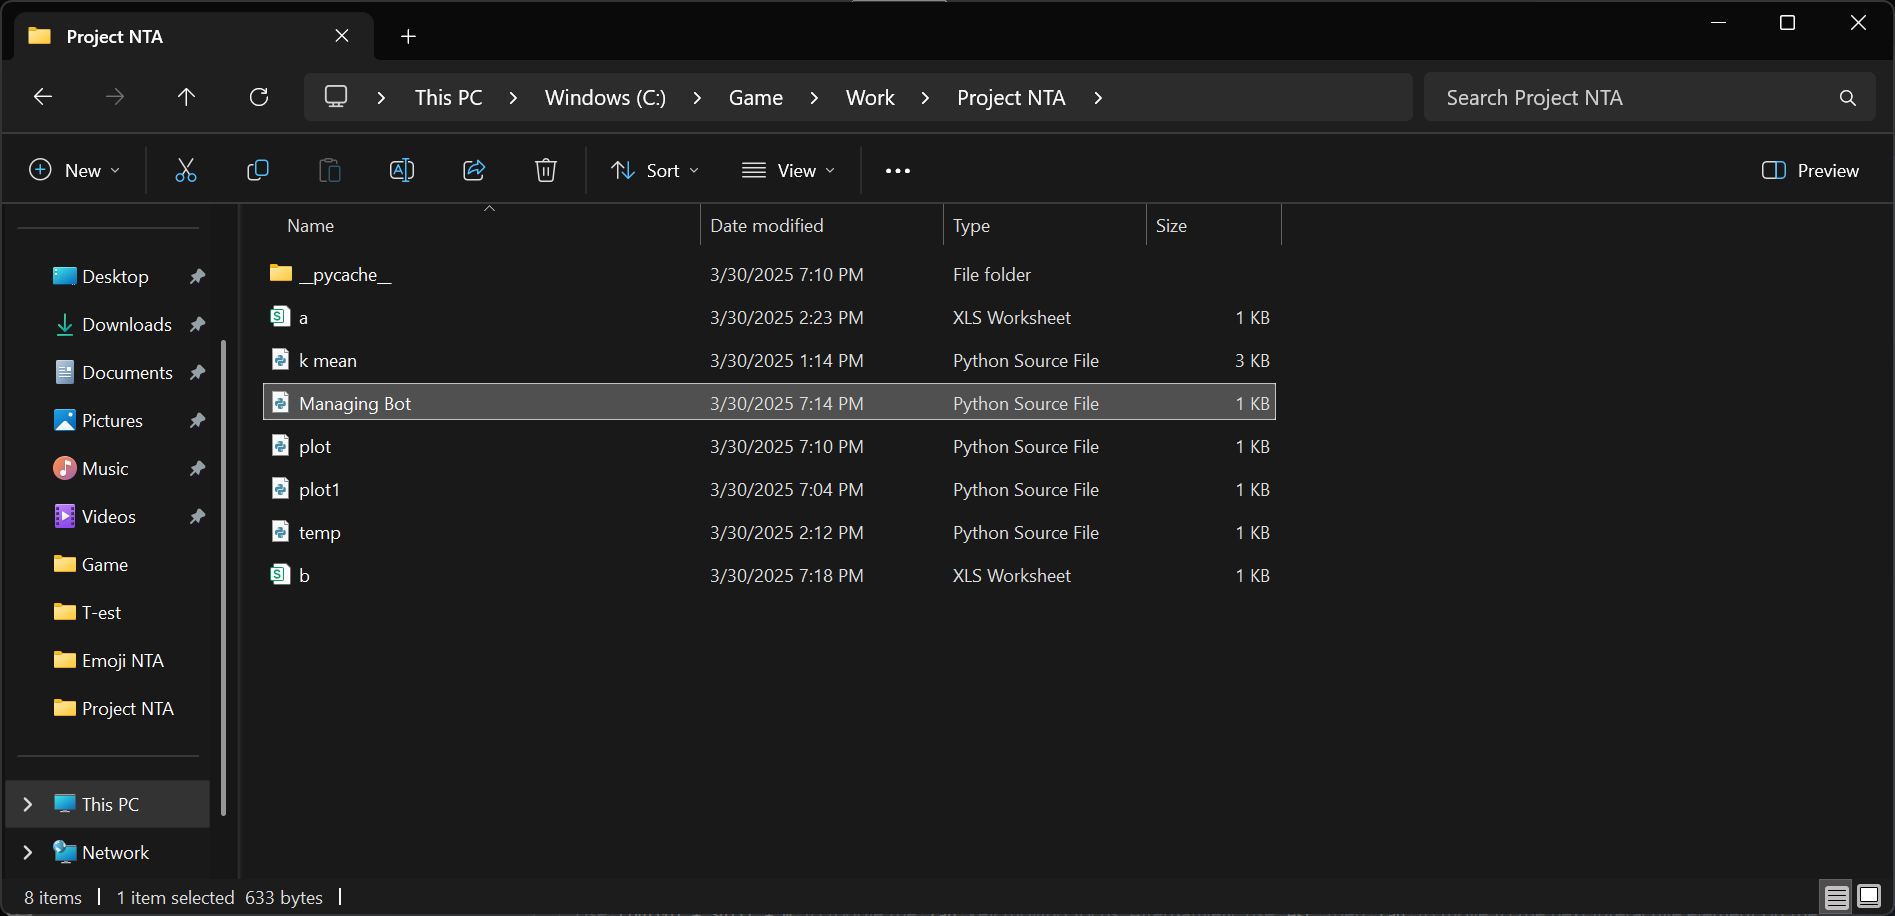 Project NTA
This PC Windows (C:) Game Work Project NTA
Search Project NTA
New
Sort
View
Preview
Name Date modified Type Size
__pycache__ 3/30/2025 7:10 PM File folder
a 3/30/2025 2:23 PM XLS Worksheet 1 KB
k mean 3/30/2025 1:14 PM Python Source File 3 KB
Managing Bot 3/30/2025 7:14 PM Python Source File 1 KB
plot 3/30/2025 7:10 PM Python Source File 1 KB
plot1 3/30/2025 7:04 PM Python Source File 1 KB
temp 3/30/2025 2:12 PM Python Source File 1 KB
b 3/30/2025 7:18 PM XLS Worksheet 1 KB
Desktop
Downloads
Documents
Pictures
Music
Videos
Game
T-est
Emoji NTA
Project NTA
This PC
Network
8 items 1 item selected 633 bytes